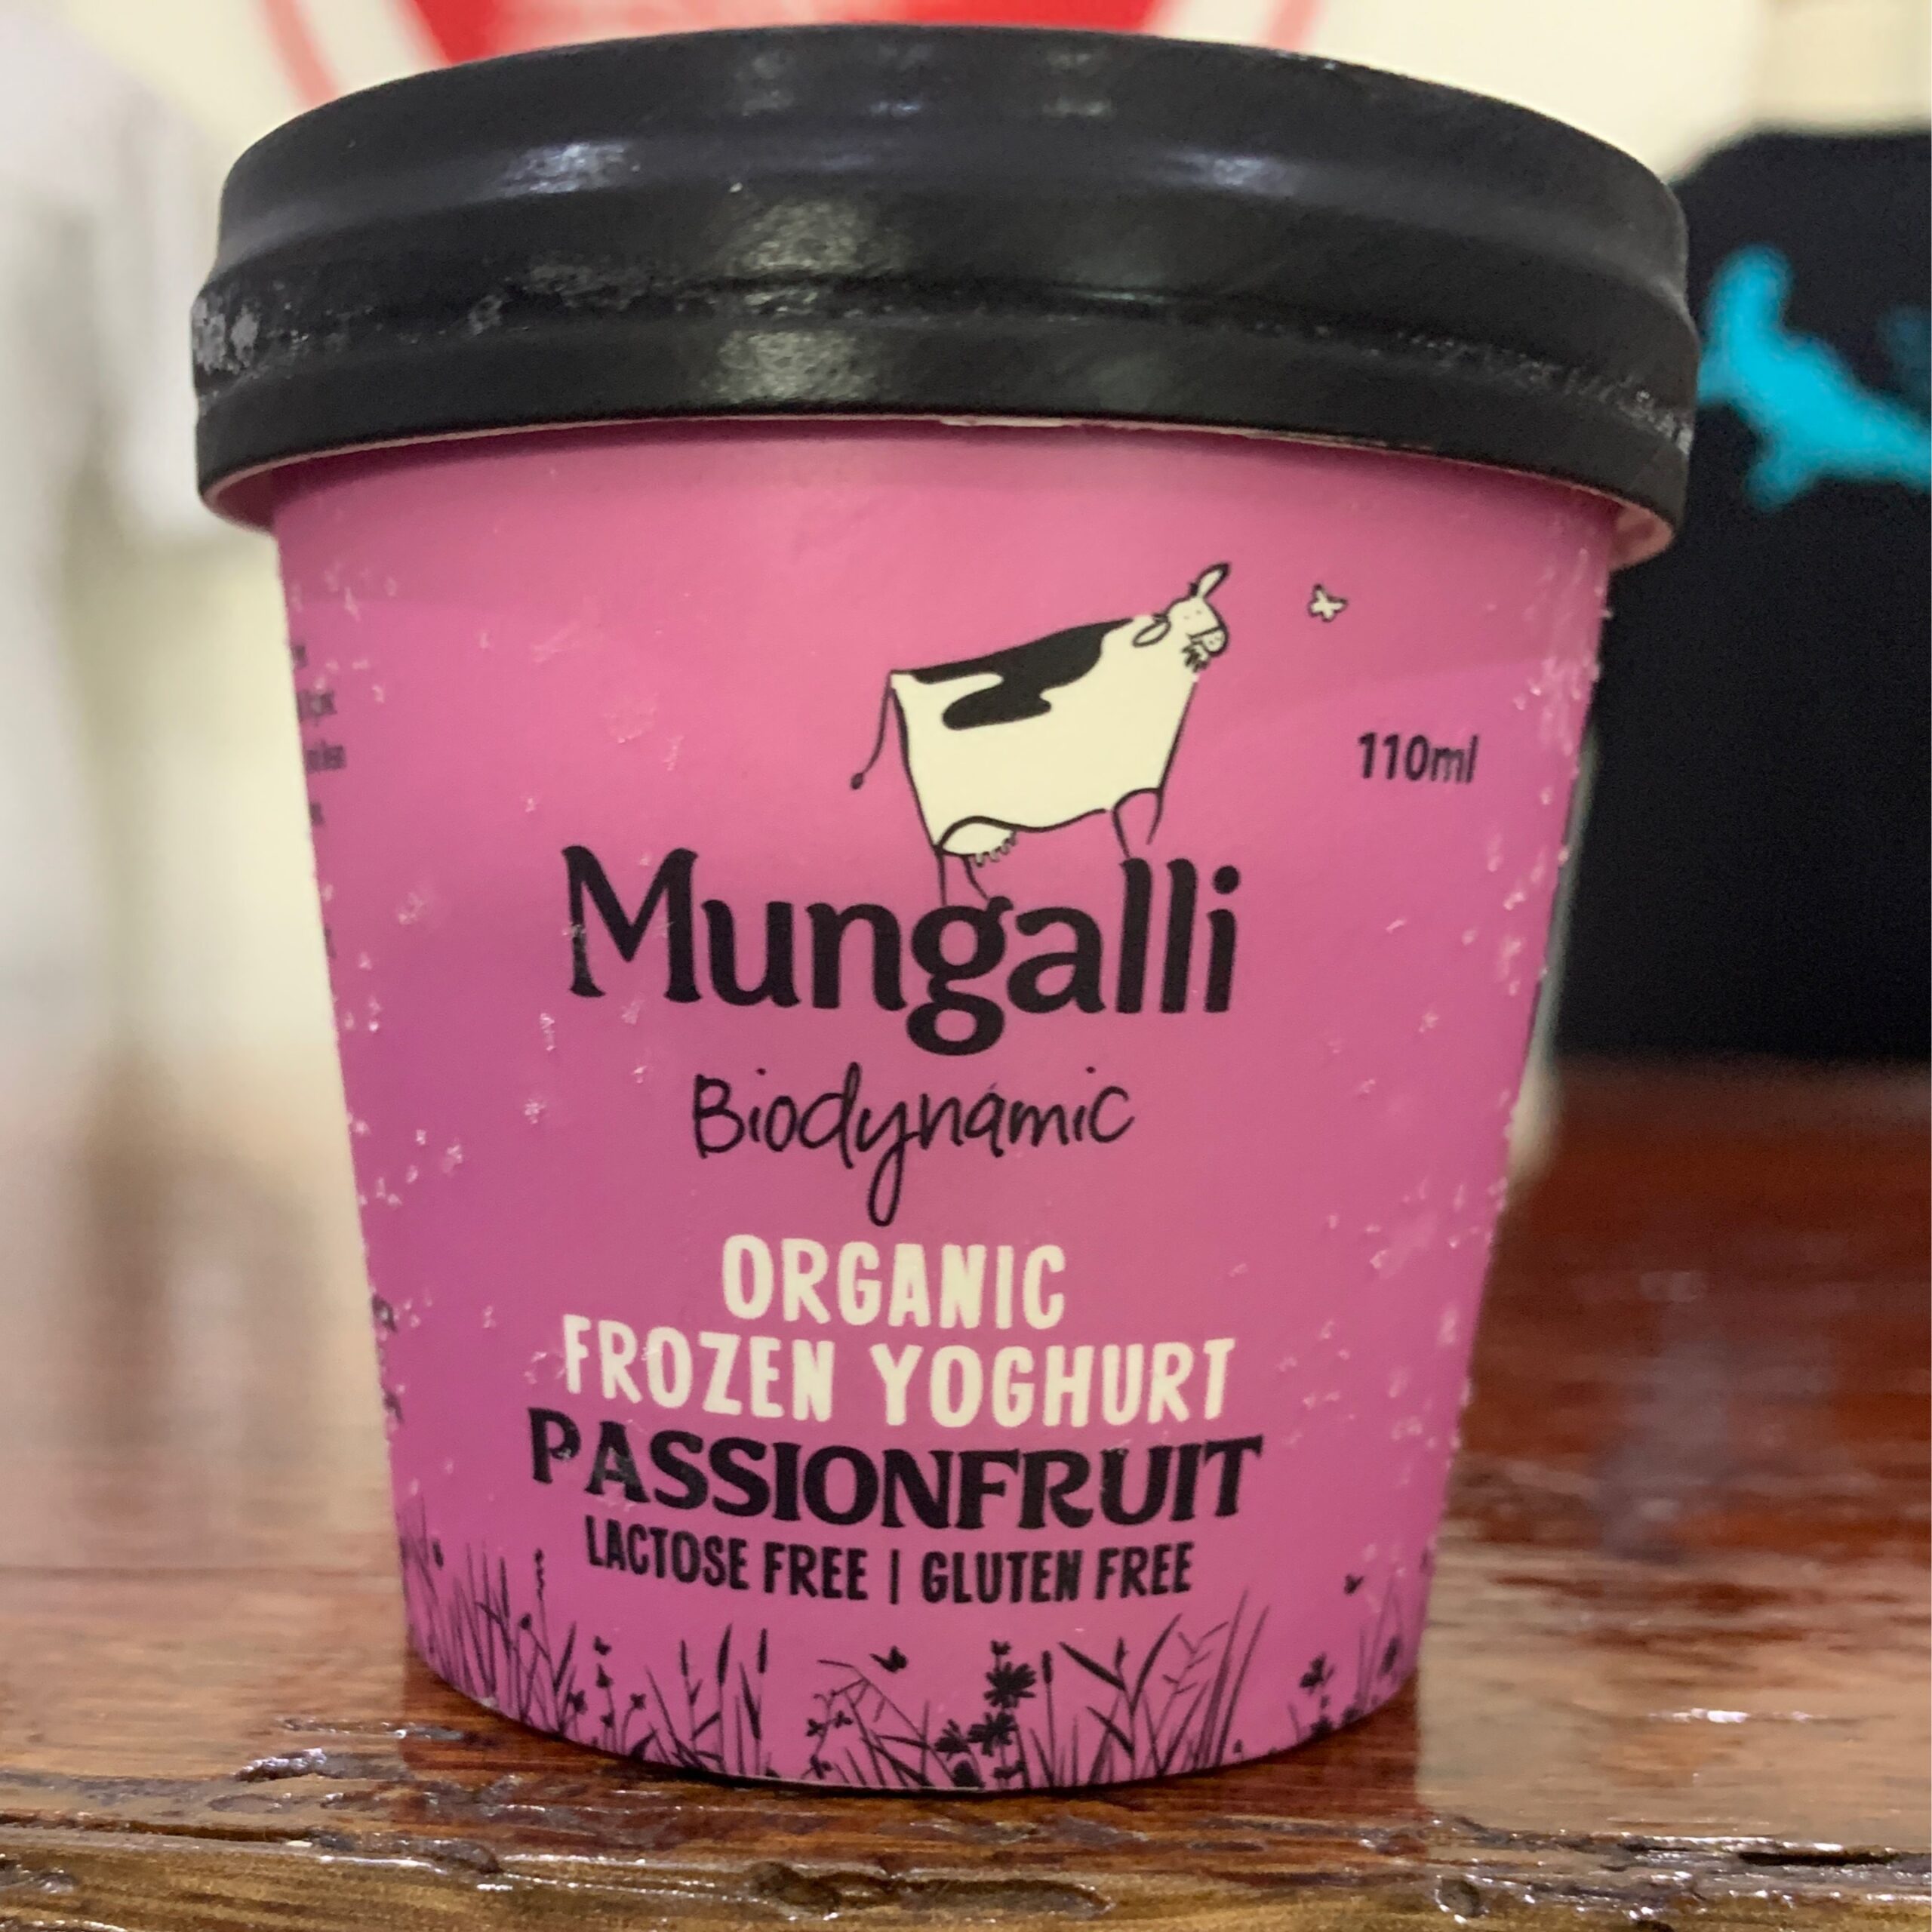 110ml
Mungalli
Biodynamic
ORGANIC
FROZEN YOGHURT
PASSIONFRUIT
LACTOSE FREE | GLUTEN FREE